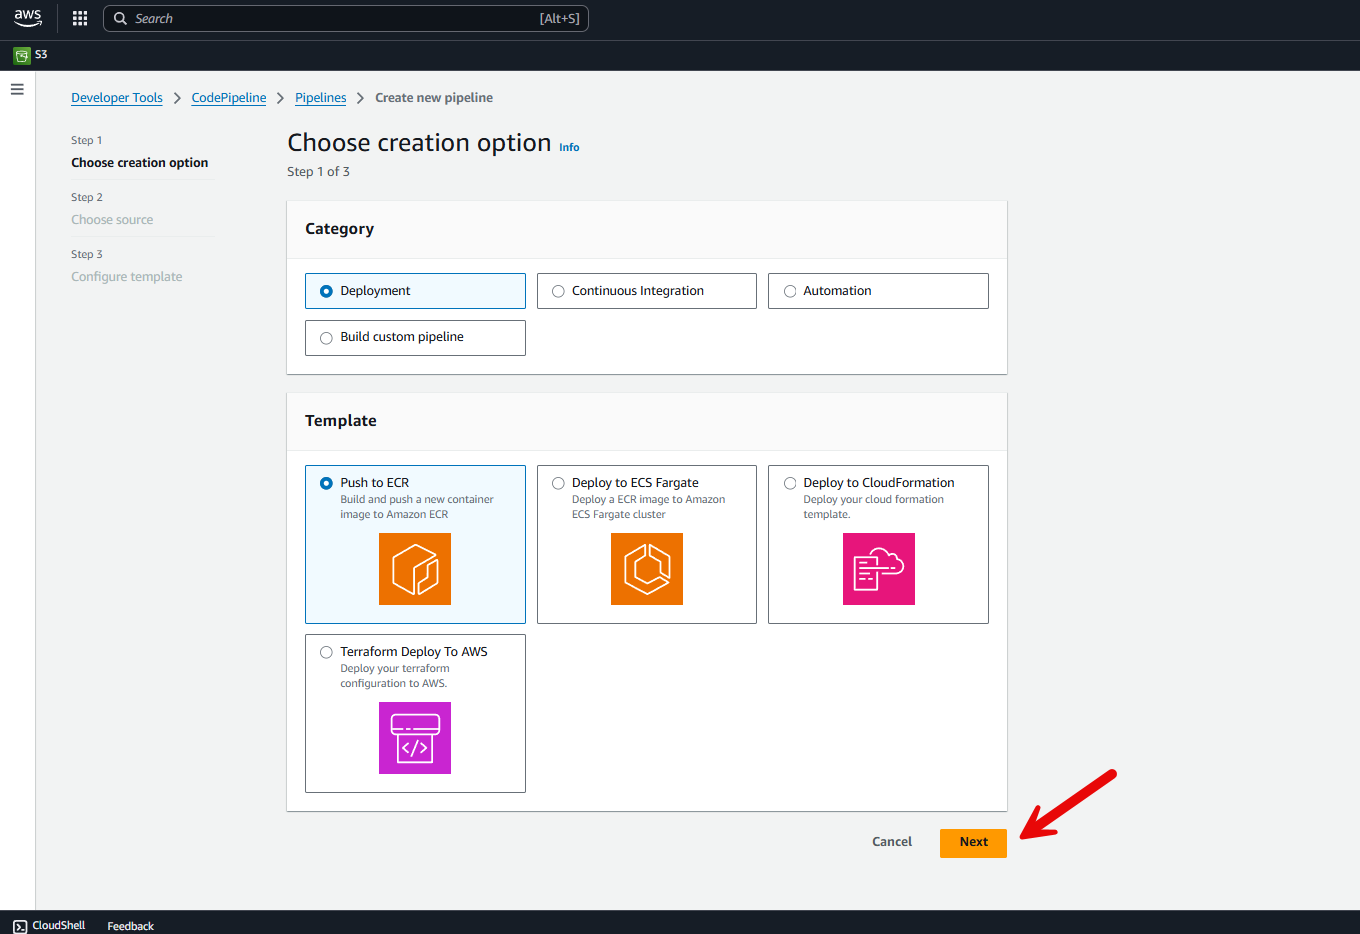 aws
Search
[Alt+S]
S3
Developer Tools
CodePipeline
Pipelines
Create new pipeline
Step 1
Choose creation option
Step 2
Choose source
Step 3
Configure template
Choose creation option Info
Step 1 of 3
Category
Deployment
Continuous Integration
Automation
Build custom pipeline
Template
Push to ECR
Build and push a new container
image to Amazon ECR
Deploy to ECS Fargate
Deploy a ECR image to Amazon
ECS Fargate cluster
Deploy to CloudFormation
Deploy your cloud formation
template.
Terraform Deploy To AWS
Deploy your terraform
configuration to AWS.
Cancel
Next
CloudShell
Feedback